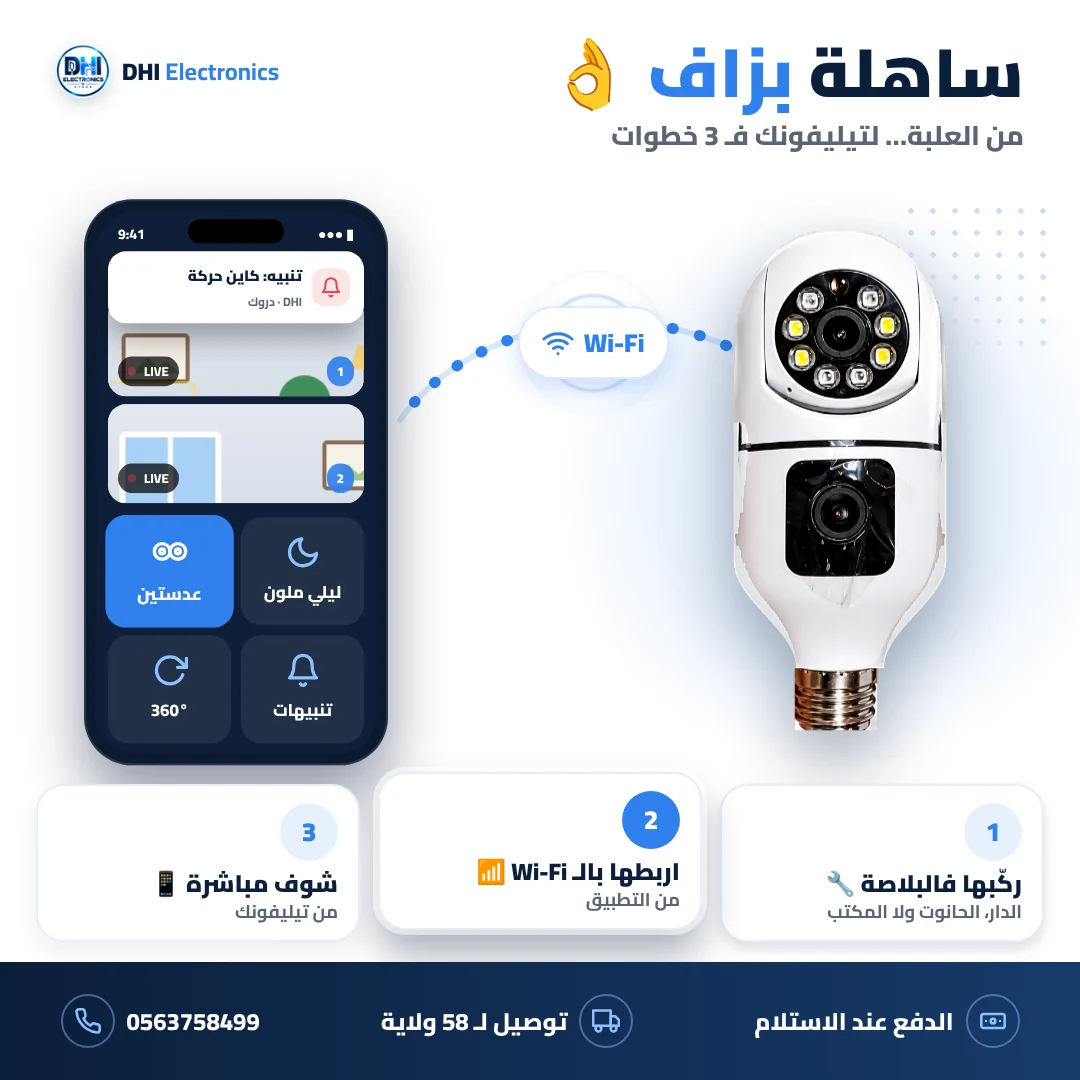 DHI ELECTRONICS
DHI Electronics
ساهلة بزاف 👌
من العلبة... لتيليفونك فـ 3 خطوات
9:41
تنبيه: كاين حركة
DHI · دروك
LIVE
1
LIVE
2
عدستين
ليلي ملون
360°
تنبيهات
Wi-Fi
1
ركّبها فالبلاصة 🔧
الدار، الحانوت ولا المكتب
2
اربطها بالـ Wi-Fi 📶
من التطبيق
3
شوف مباشرة 📱
من تيليفونك
الدفع عند الاستلام
توصيل لـ 58 ولاية
0563758499